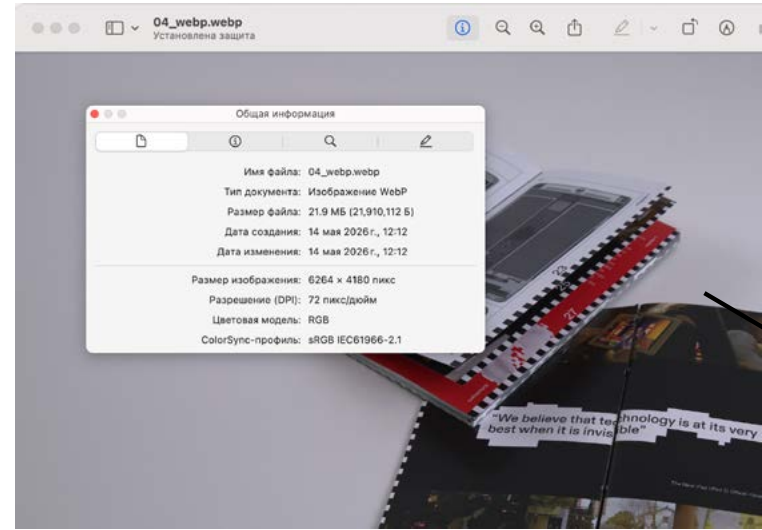 04_webp.webp
Установлена защита
Общая информация
Имя файла: 04_webp.webp
Тип документа: Изображение WebP
Размер файла: 21.9 МБ (21,910,112 Б)
Дата создания: 14 мая 2026 г., 12:12
Дата изменения: 14 мая 2026 г., 12:12
Размер изображения: 6264 × 4180 пикс
Разрешение (DPI): 72 пикс/дюйм
Цветовая модель: RGB
ColorSync-профиль: sRGB IEC61966-2.1
23
25
27
"We believe that technology is at its very
best when it is invisible"